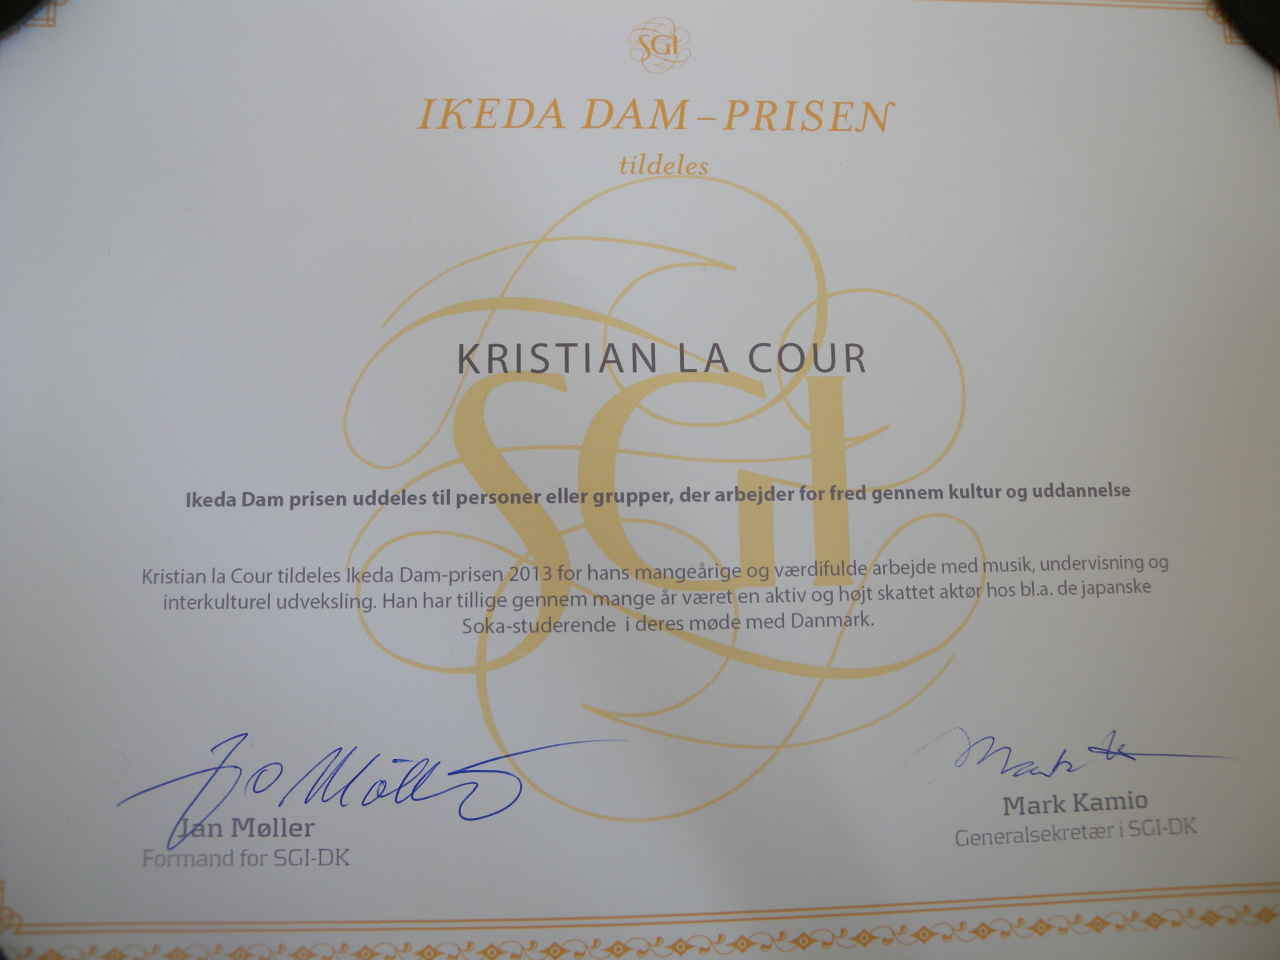 SGI
IKEDA DAM – PRISEN
tildeles
KRISTIAN LA COUR
SGI
Ikeda Dam prisen uddeles til personer eller grupper, der arbejder for fred gennem kultur og uddannelse
Kristian la Cour tildeles Ikeda Dam-prisen 2013 for hans mangeårige og værdifulde arbejde med musik, undervisning og
interkulturel udveksling. Han har tillige gennem mange år været en aktiv og højt skattet aktør hos bl.a. de japanske
Soka-studerende i deres møde med Danmark.
Jan Møller
Formand for SGI-DK
Mark Kamio
Generalsekretær i SGI-DK